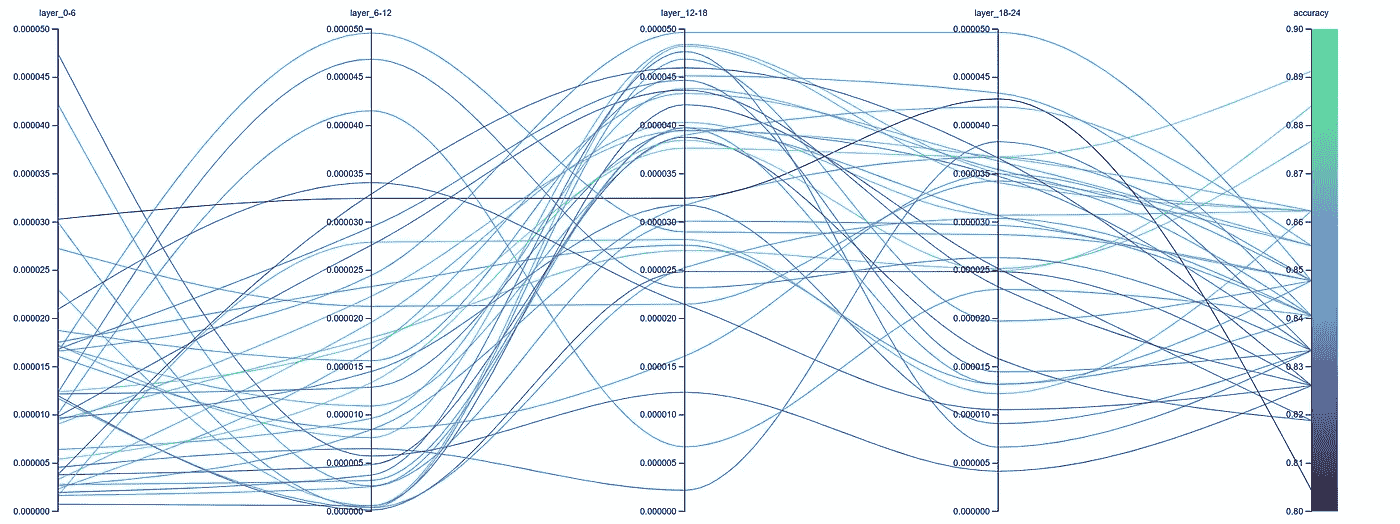 layer_0-6 layer_6-12 layer_12-18 layer_18-24 accuracy
0.000050 0.000050 0.000050 0.000050 0.90
0.000045 0.000045 0.000045 0.000045 0.89
0.000040 0.000040 0.000040 0.000040 0.88
0.000035 0.000035 0.000035 0.000035 0.87
0.000030 0.000030 0.000030 0.000030 0.86
0.000025 0.000025 0.000025 0.000025 0.85
0.000020 0.000020 0.000020 0.000020 0.84
0.000015 0.000015 0.000015 0.000015 0.83
0.000010 0.000010 0.000010 0.000010 0.82
0.000005 0.000005 0.000005 0.000005 0.81
0.000000 0.000000 0.000000 0.000000 0.80